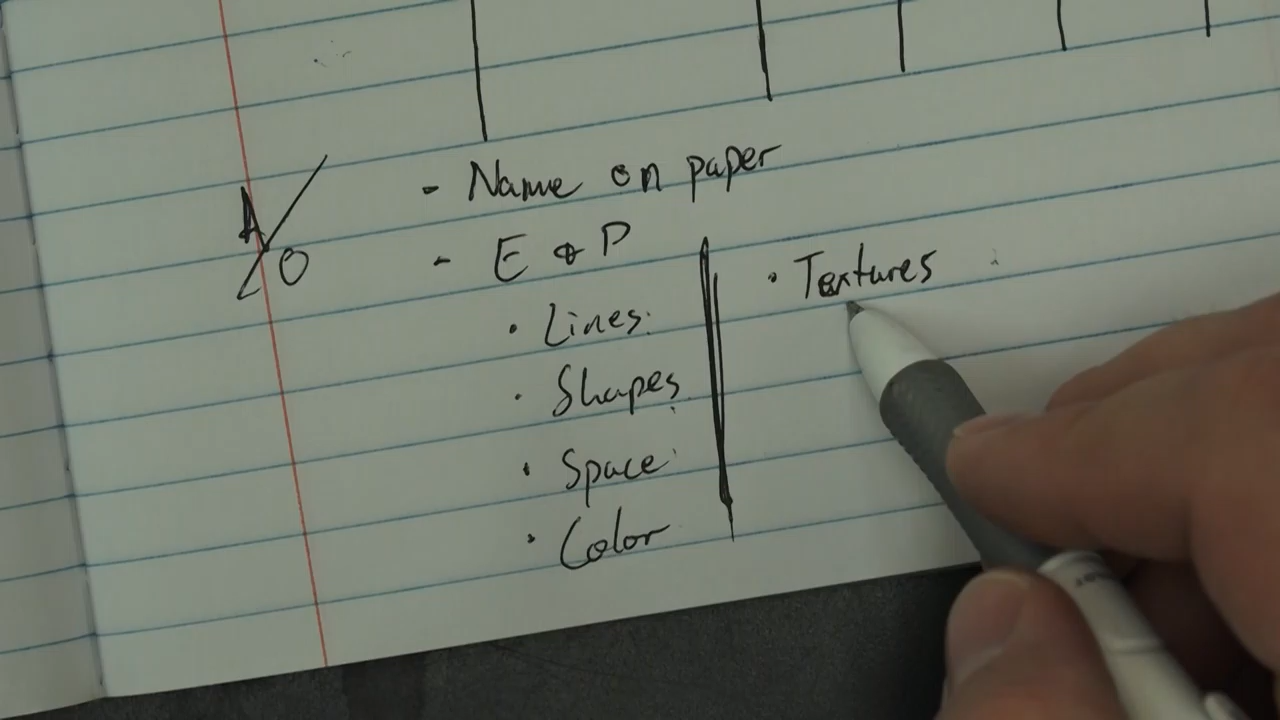 A/O
- Name on paper
- E & P
• Lines:
• Shapes
• Space
• Color
• Textures